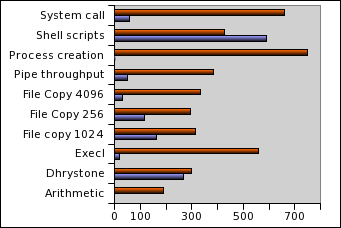 System call
Shell scripts
Process creation
Pipe throughput
File Copy 4096
File Copy 256
File copy 1024
Execl
Dhrystone
Arithmetic
0 100 300 500 700